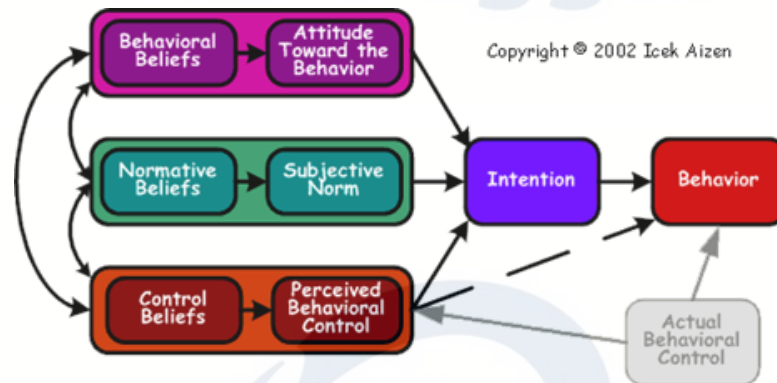 Behavioral
Beliefs
Attitude
Toward the
Behavior
Copyright © 2002 Icek Aizen
Normative
Beliefs
Subjective
Norm
Intention
Behavior
Control
Beliefs
Perceived
Behavioral
Control
Actual
Behavioral
Control